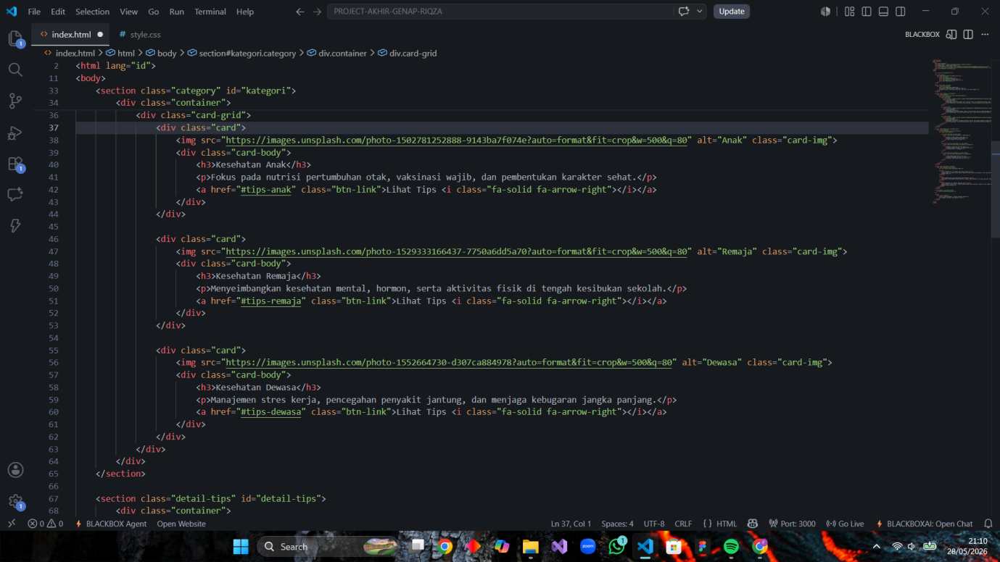 File Edit Selection View Go Run Terminal Help
PROJECT-AKHIR-GENAP-RIQZA
Update
index.html
# style.css
BLACKBOX
index.html > html > body > section#kategori.category > div.container > div.card-grid
2 <html lang="id">
11 <body>
33 <section class="category" id="kategori">
34 <div class="container">
36 <div class="card-grid">
37 <div class="card">
38 <img src="https://images.unsplash.com/photo-1502781252888-9143ba7f074e?auto=format&fit=crop&w=500&q=80" alt="Anak" class="card-img">
39 <div class="card-body">
40 <h3>Kesehatan Anak</h3>
41 <p>Fokus pada nutrisi pertumbuhan otak, vaksinasi wajib, dan pembentukan karakter sehat.</p>
42 <a href="#tips-anak" class="btn-link">Lihat Tips <i class="fa-solid fa-arrow-right"></i></a>
43 </div>
44 </div>
45
46 <div class="card">
47 <img src="https://images.unsplash.com/photo-1529333166437-7750a6dd5a70?auto=format&fit=crop&w=500&q=80" alt="Remaja" class="card-img">
48 <div class="card-body">
49 <h3>Kesehatan Remaja</h3>
50 <p>Menyeimbangkan kesehatan mental, hormon, serta aktivitas fisik di tengah kesibukan sekolah.</p>
51 <a href="#tips-remaja" class="btn-link">Lihat Tips <i class="fa-solid fa-arrow-right"></i></a>
52 </div>
53 </div>
54
55 <div class="card">
56 <img src="https://images.unsplash.com/photo-1552664730-d307ca884978?auto=format&fit=crop&w=500&q=80" alt="Dewasa" class="card-img">
57 <div class="card-body">
58 <h3>Kesehatan Dewasa</h3>
59 <p>Manajemen stres kerja, pencegahan penyakit jantung, dan menjaga kebugaran jangka panjang.</p>
60 <a href="#tips-dewasa" class="btn-link">Lihat Tips <i class="fa-solid fa-arrow-right"></i></a>
61 </div>
62 </div>
63 </div>
64 </div>
65 </section>
66
67 <section class="detail-tips" id="detail-tips">
68 <div class="container">
1
1
1
0 0 BLACKBOX Agent Open Website Ln 37, Col 1 Spaces: 4 UTF-8 CRLF {} HTML Port: 3000 Go Live BLACKBOXAI: Open Chat
Search
zoom
1
21:10
28/05/2026